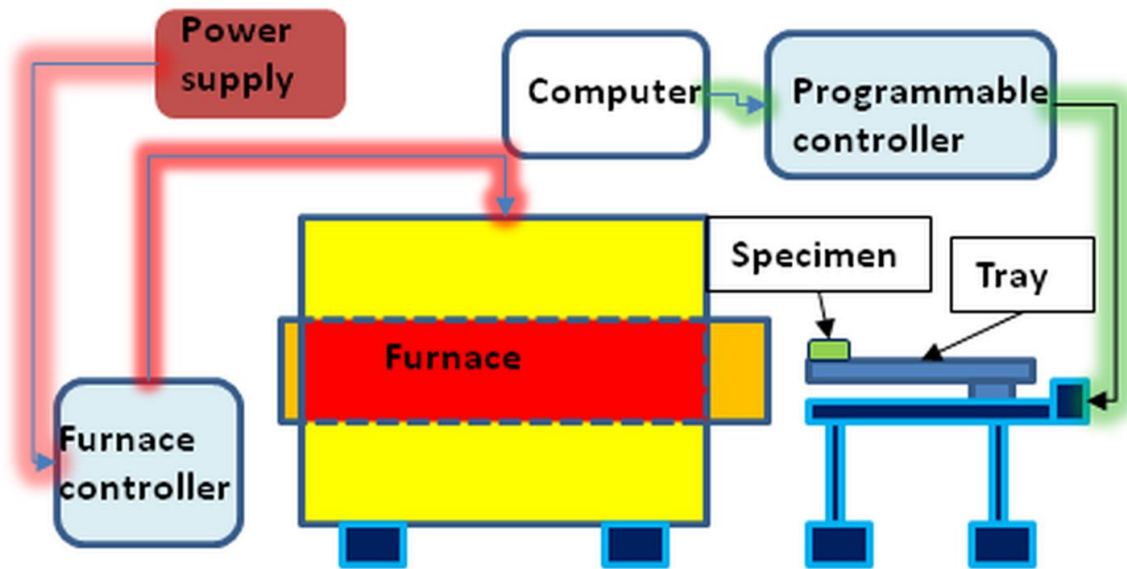 Power
supply
Computer
Programmable
controller
Specimen
Tray
Furnace
Furnace
controller